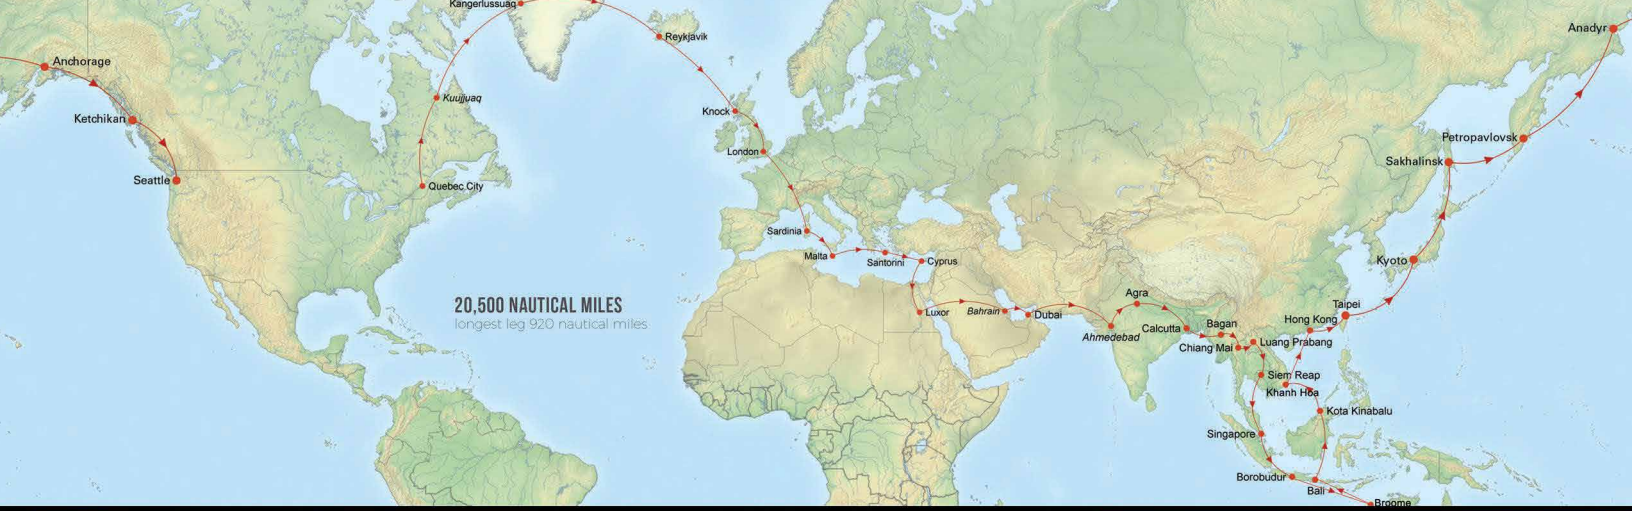 Kangerlussuaq
Reykjavik
Anadyr
Anchorage
Kuujjuaq
Knock
Ketchikan
Petropavlovsk
London
Sakhalinsk
Seattle
Quebec City
Sardinia
Malta
Santorini
Cyprus
Kyoto
20,500 NAUTICAL MILES
longest leg 920 nautical miles
Luxor
Bahrain
Dubai
Agra
Ahmedebad
Calcutta
Bagan
Chiang Mai
Luang Prabang
Hong Kong
Taipei
Siem Reap
Khanh Hoa
Kota Kinabalu
Singapore
Borobudur
Bali
Broome